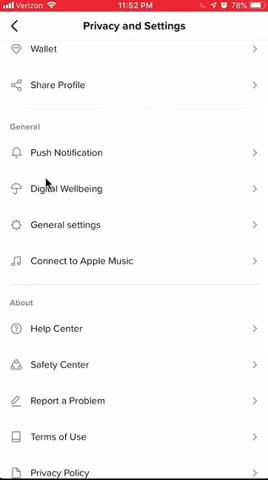 Verizon 11:52 PM 78%
Privacy and Settings
Wallet
Share Profile
General
Push Notification
Digital Wellbeing
General settings
Connect to Apple Music
About
Help Center
Safety Center
Report a Problem
Terms of Use
Privacy Policy